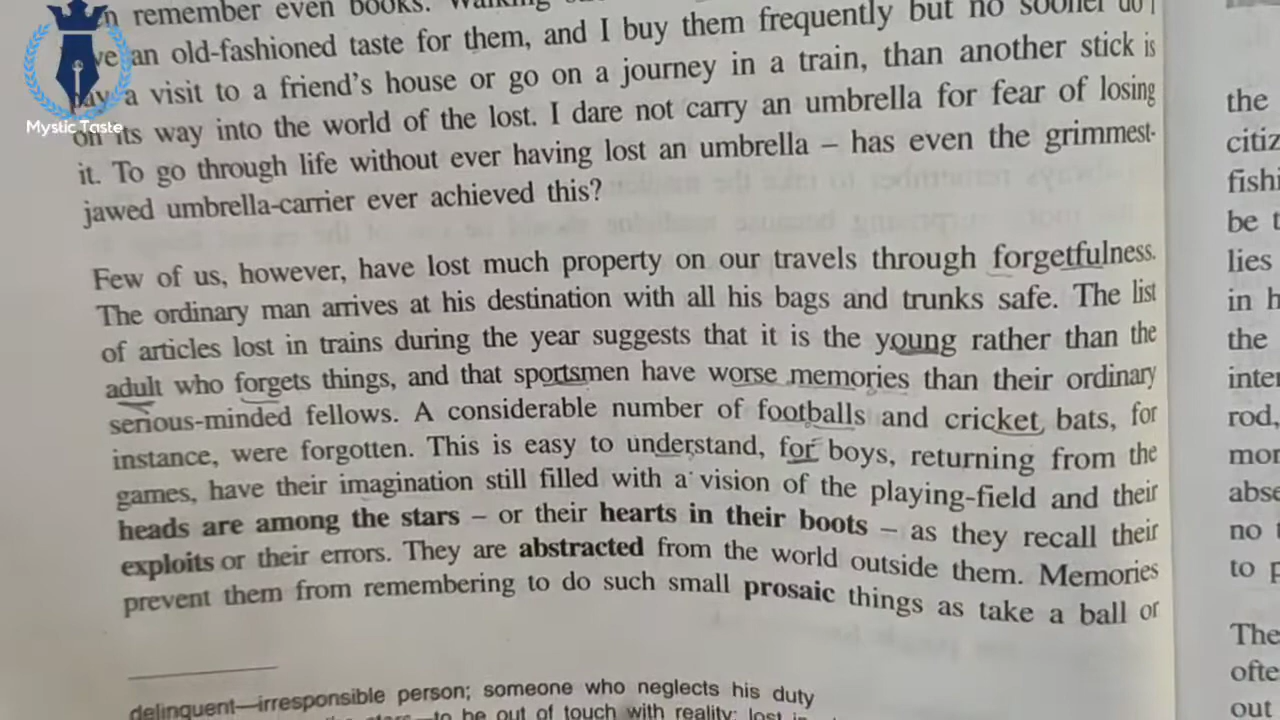 remember even books.
an old-fashioned taste for them, and I buy them frequently but no sooner do I
pay a visit to a friend's house or go on a journey in a train, than another stick is
on its way into the world of the lost. I dare not carry an umbrella for fear of losing
it. To go through life without ever having lost an umbrella – has even the grimmest-
jawed umbrella-carrier ever achieved this?
Few of us, however, have lost much property on our travels through forgetfulness.
The ordinary man arrives at his destination with all his bags and trunks safe. The list
of articles lost in trains during the year suggests that it is the young rather than the
adult who forgets things, and that sportsmen have worse memories than their ordinary
serious-minded fellows. A considerable number of footballs and cricket bats, for
instance, were forgotten. This is easy to understand, for boys, returning from the
games, have their imagination still filled with a vision of the playing-field and their
heads are among the stars – or their hearts in their boots – as they recall their
exploits or their errors. They are abstracted from the world outside them. Memories
prevent them from remembering to do such small prosaic things as take a ball or
delinquent—irresponsible person; someone who neglects his duty
to be out of touch with reality; lost in
Mystic Taste
the
be
lies
in
the
rod,
no
to
The
out